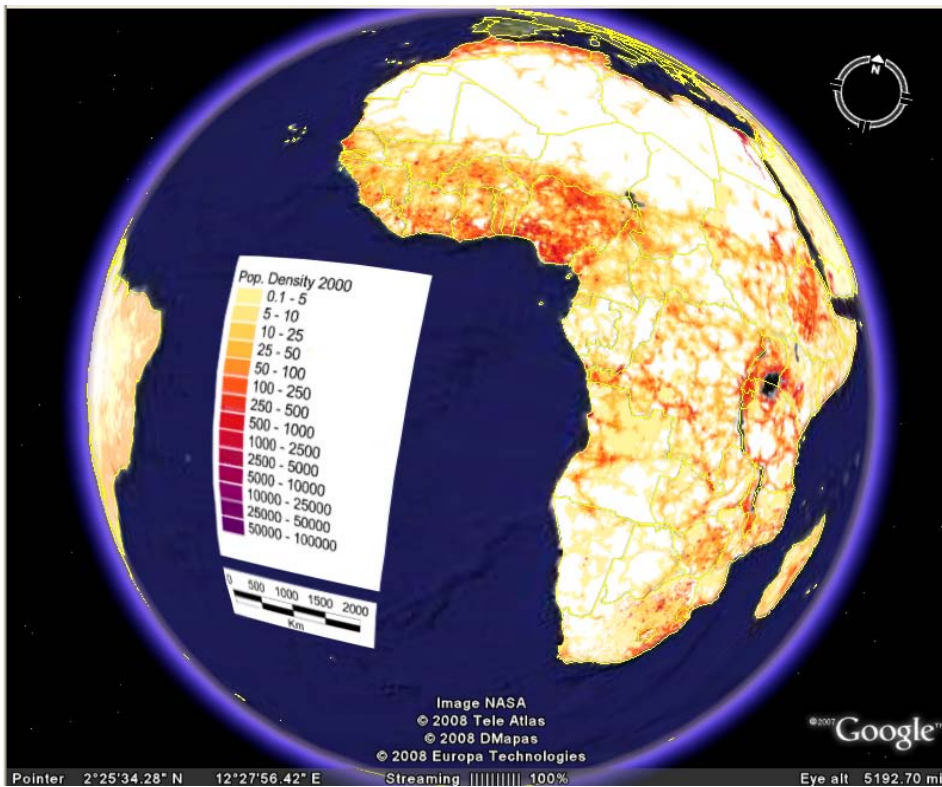 N
Pop. Density 2000
0.1 - 5
5 - 10
10 - 25
25 - 50
50 - 100
100 - 250
250 - 500
500 - 1000
1000 - 2500
2500 - 5000
5000 - 10000
10000 - 25000
25000 - 50000
50000 - 100000
0 500 1000 1500 2000
Km
Image NASA
© 2008 Tele Atlas
© 2008 DMapas
© 2008 Europa Technologies
©2007 Google™
Pointer 2°25'34.28" N 12°27'56.42" E Streaming |||||||||| 100% Eye alt 5192.70 mi